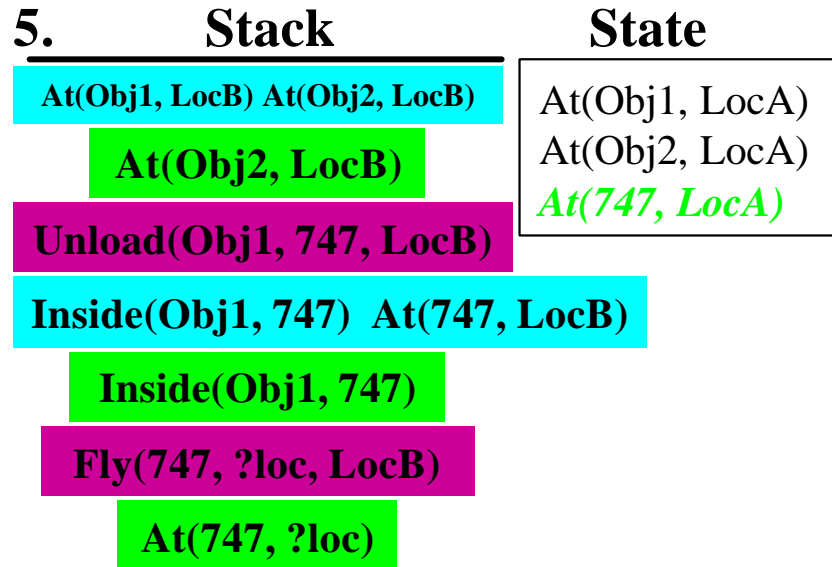 5. Stack State
At(Obj1, LocB) At(Obj2, LocB)
At(Obj2, LocB)
Unload(Obj1, 747, LocB)
Inside(Obj1, 747) At(747, LocB)
Inside(Obj1, 747)
Fly(747, ?loc, LocB)
At(747, ?loc)
At(Obj1, LocA)
At(Obj2, LocA)
At(747, LocA)